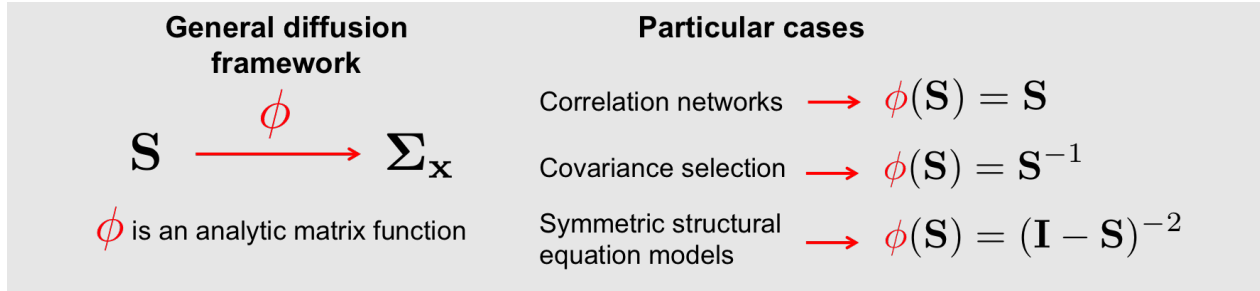 General diffusion
framework
ϕ
𝐒 → 𝚺ₓ
ϕ is an analytic matrix function
Particular cases
Correlation networks → ϕ(𝐒) = 𝐒
Covariance selection → ϕ(𝐒) = 𝐒⁻¹
Symmetric structural
equation models → ϕ(𝐒) = (𝐈 − 𝐒)⁻²